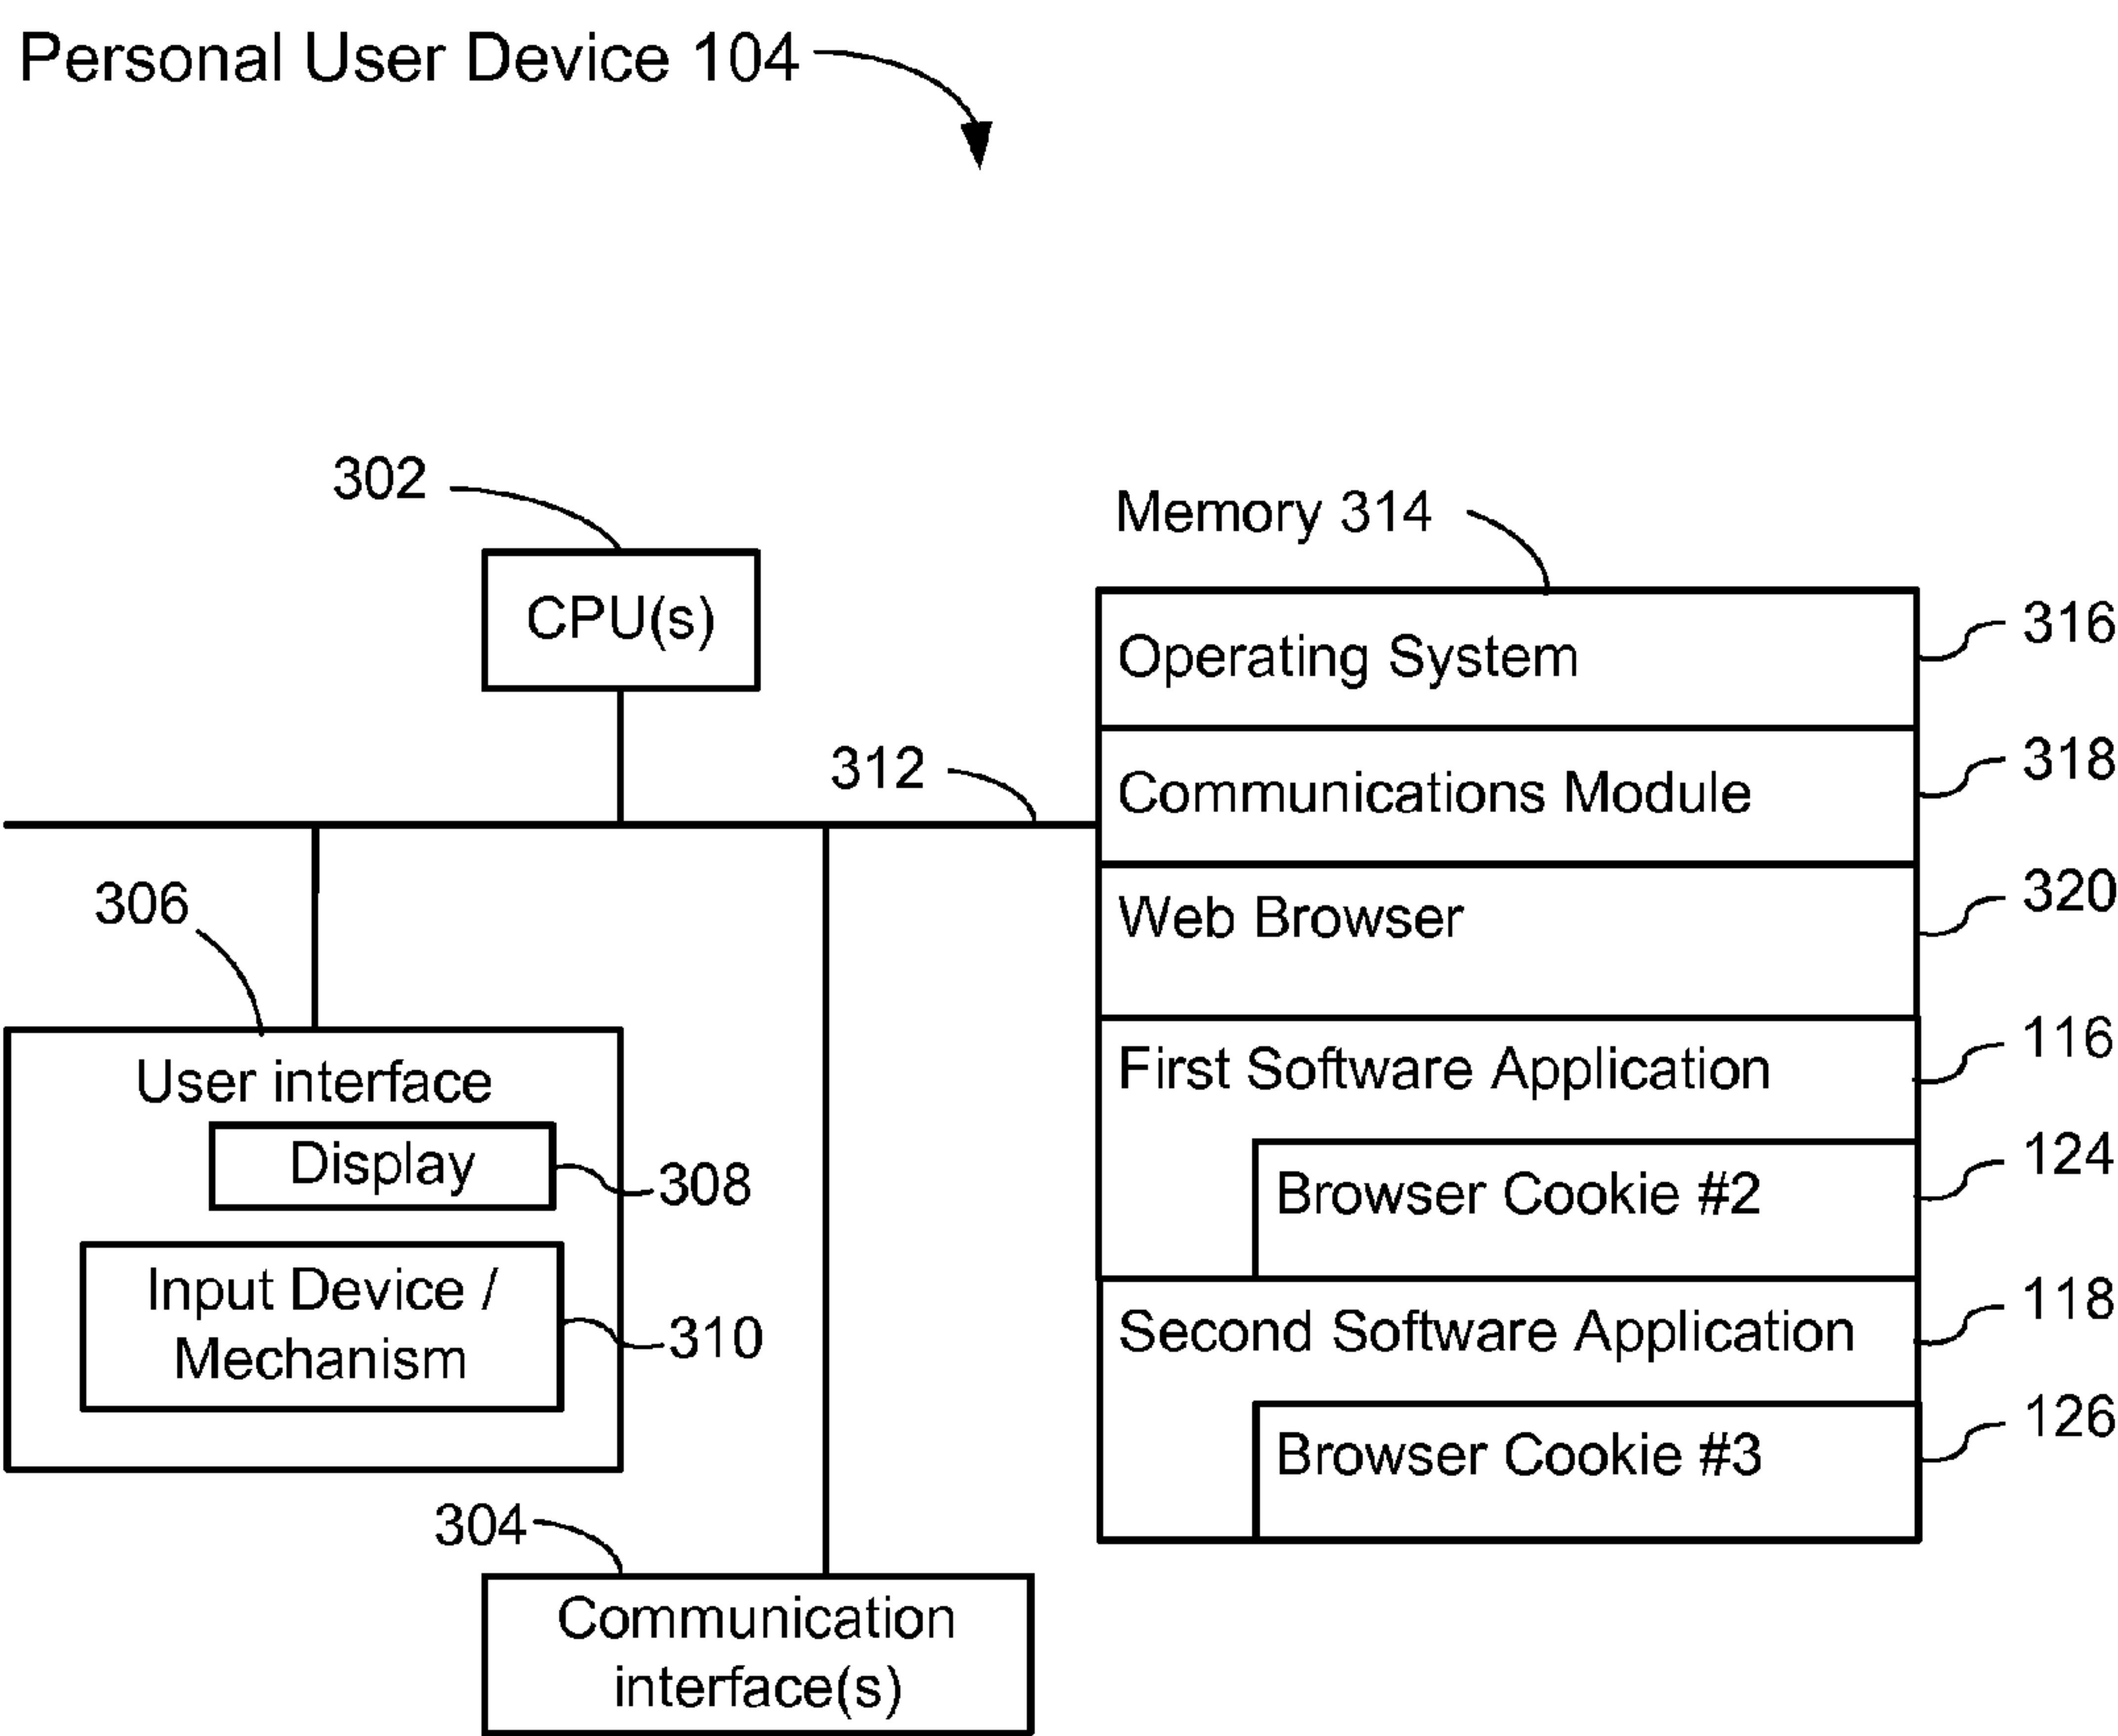 Personal User Device 104
302
CPU(s)
312
306
User interface
Display
308
Input Device /
Mechanism
310
304
Communication
interface(s)
Memory 314
Operating System
316
Communications Module
318
Web Browser
320
First Software Application
116
Browser Cookie #2
124
Second Software Application
118
Browser Cookie #3
126